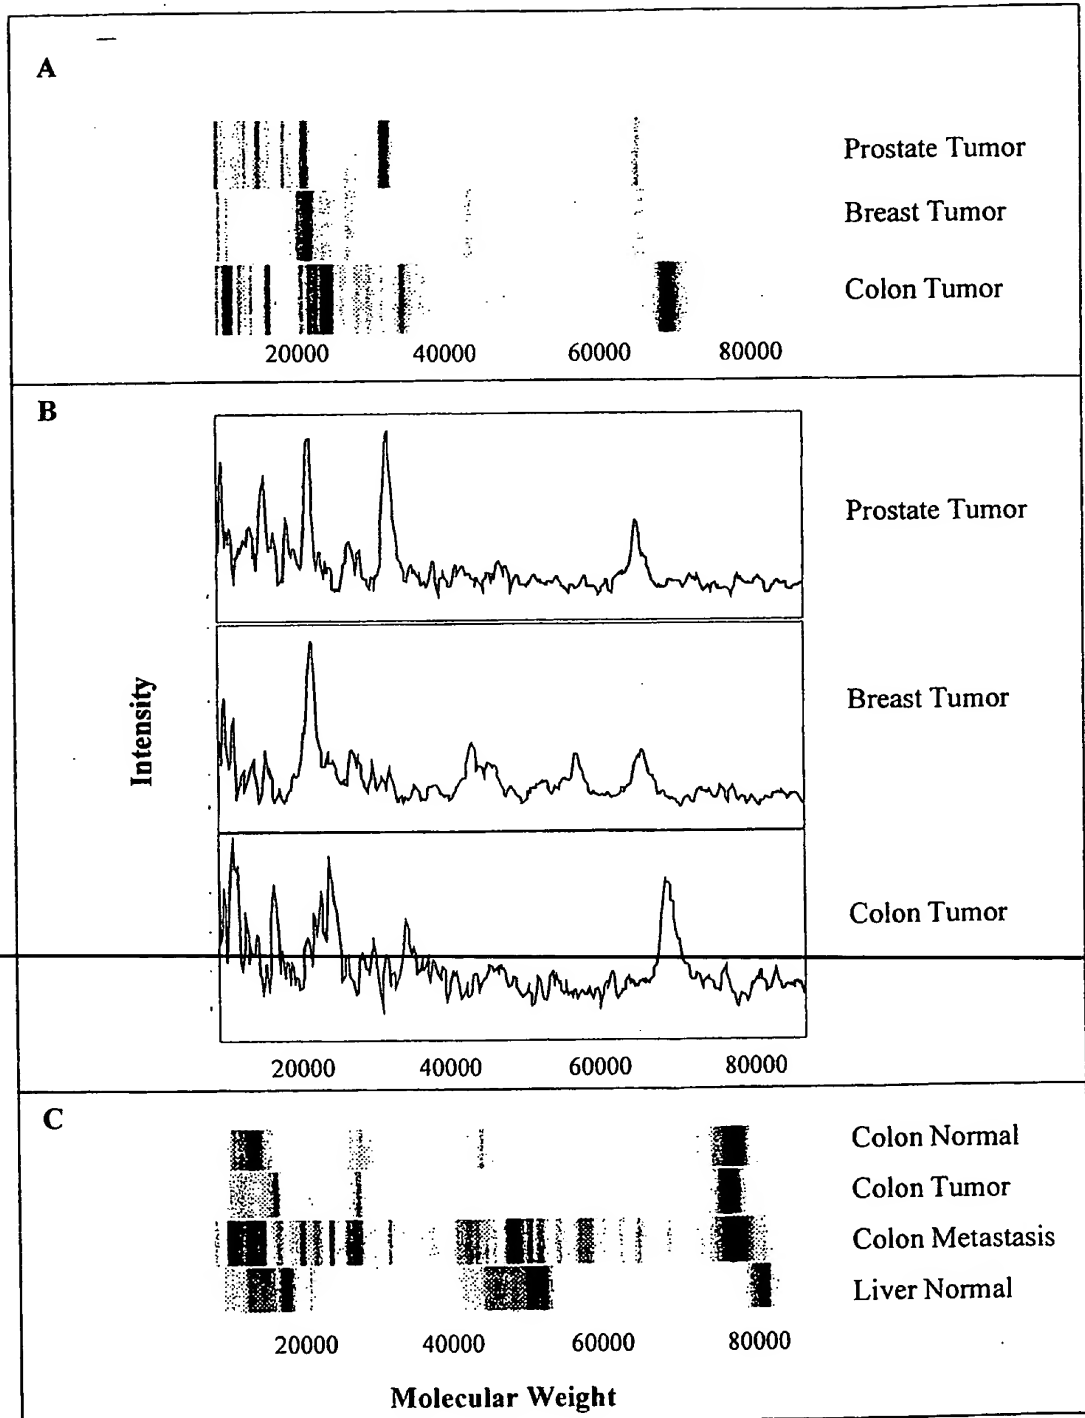 A
Prostate Tumor
Breast Tumor
Colon Tumor
20000 40000 60000 80000
B
Prostate Tumor
Breast Tumor
Intensity
Colon Tumor
20000 40000 60000 80000
C
Colon Normal
Colon Tumor
Colon Metastasis
Liver Normal
20000 40000 60000 80000
Molecular Weight